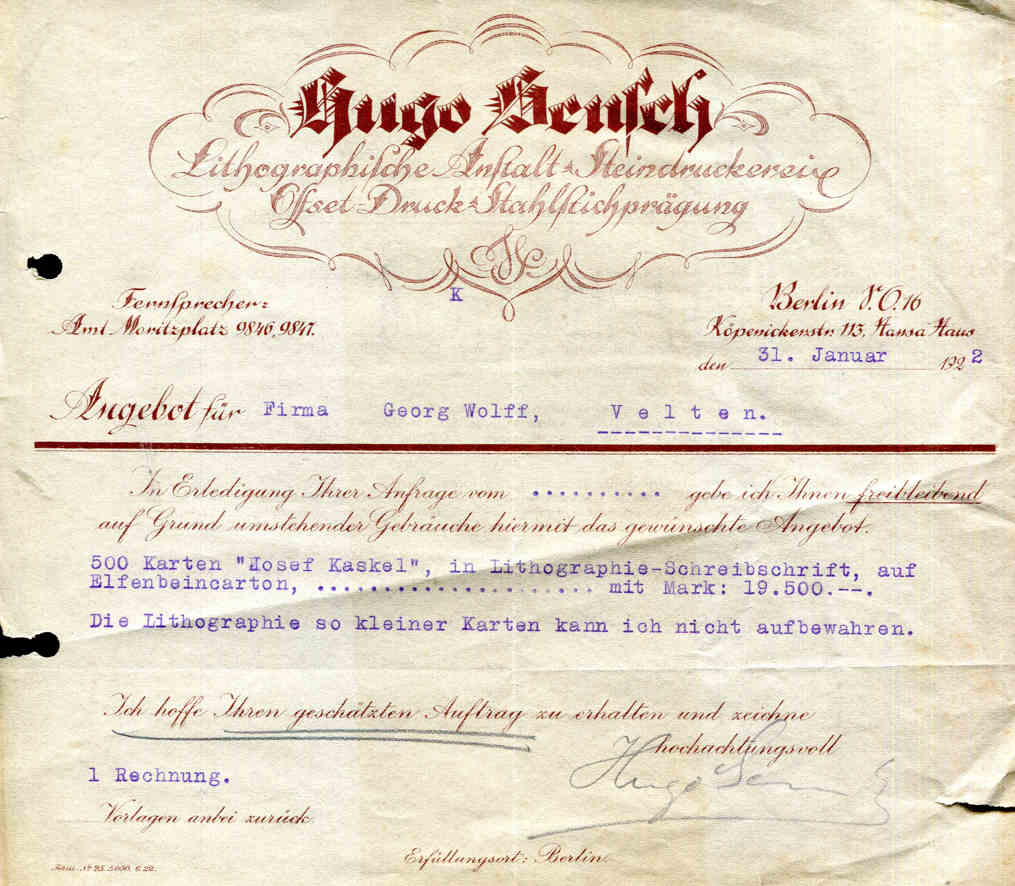 Hugo
Lithographische Anstalt & Steindruckerei
Offset-Druck & Stahlstichprägung
Fernsprecher:
Amt Moritzplatz 9846, 9847.
K
Berlin S.O. 16
Köpenickerstr. 113, Hansa Haus
den 31. Januar 1922
Angebot für Firma Georg Wolff, Velten.
In Erledigung Ihrer Anfrage vom .......... gebe ich Ihnen freibleibend
auf Grund umstehender Gebräuche hiermit das gewünschte Angebot.
500 Karten "Josef Kaskel", in Lithographie-Schreibschrift, auf
Elfenbeincarton, ..................... mit Mark: 19.500.--.
Die Lithographie so kleiner Karten kann ich nicht aufbewahren.
Ich hoffe Ihren geschätzten Auftrag zu erhalten und zeichne
hochachtungsvoll
Hugo
1 Rechnung.
Vorlagen anbei zurück
Erfüllungsort: Berlin